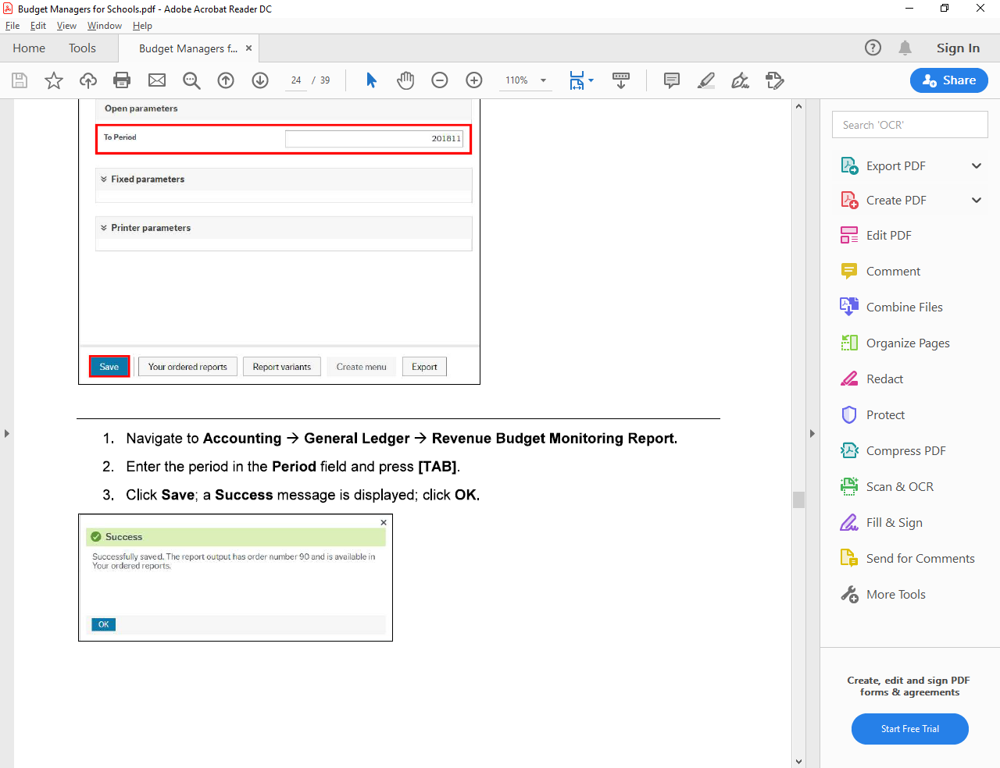 Budget Managers for Schools.pdf - Adobe Acrobat Reader DC
File Edit View Window Help
Home Tools Budget Managers f... × Sign In
24 / 39 110% Share
Open parameters
To Period 201811
Fixed parameters
Printer parameters
Save Your ordered reports Report variants Create menu Export
1. Navigate to Accounting → General Ledger → Revenue Budget Monitoring Report.
2. Enter the period in the Period field and press [TAB].
3. Click Save; a Success message is displayed; click OK.
Success
Successfully saved. The report output has order number 90 and is available in
Your ordered reports.
OK
Search 'OCR'
Export PDF
Create PDF
Edit PDF
Comment
Combine Files
Organize Pages
Redact
Protect
Compress PDF
Scan & OCR
Fill & Sign
Send for Comments
More Tools
Create, edit and sign PDF
forms & agreements
Start Free Trial